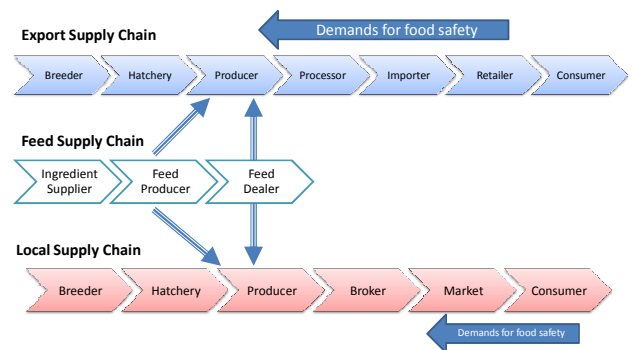 Demands for food safety
Export Supply Chain
Breeder Hatchery Producer Processor Importer Retailer Consumer
Feed Supply Chain
Ingredient Feed Feed
Supplier Producer Dealer
Local Supply Chain
Breeder Hatchery Producer Broker Market Consumer
Demands for food safety